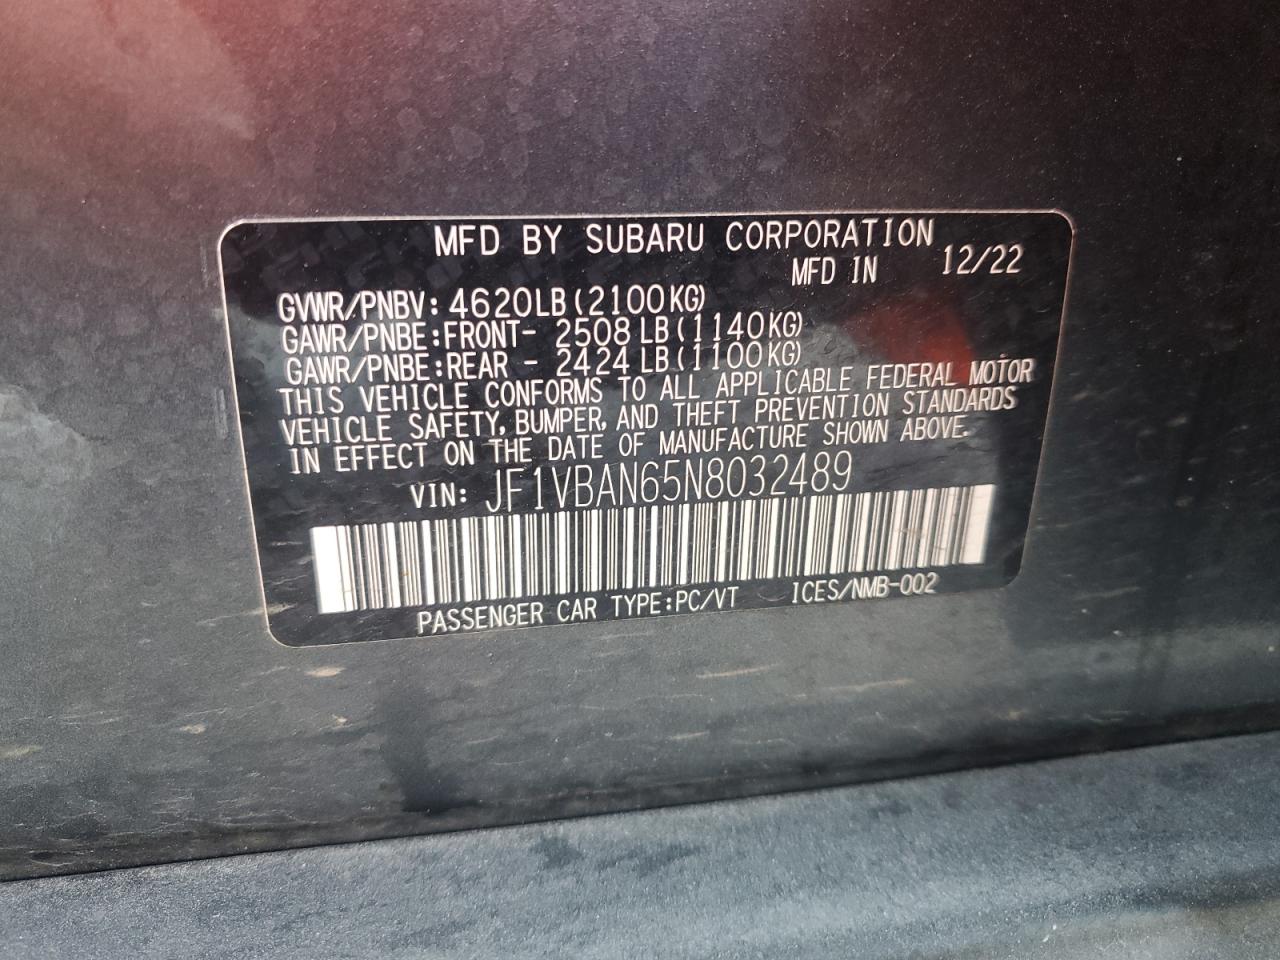 MFD BY SUBARU CORPORATION
MFD IN 12/22
GVWR/PNBV: 4620LB(2100KG)
GAWR/PNBE:FRONT- 2508 LB(1140KG)
GAWR/PNBE:REAR - 2424 LB(1100KG)
THIS VEHICLE CONFORMS TO ALL APPLICABLE FEDERAL MOTOR
VEHICLE SAFETY, BUMPER, AND THEFT PREVENTION STANDARDS
IN EFFECT ON THE DATE OF MANUFACTURE SHOWN ABOVE.
VIN: JF1VBAN65N8032489
PASSENGER CAR TYPE:PC/VT ICES/NMB-002